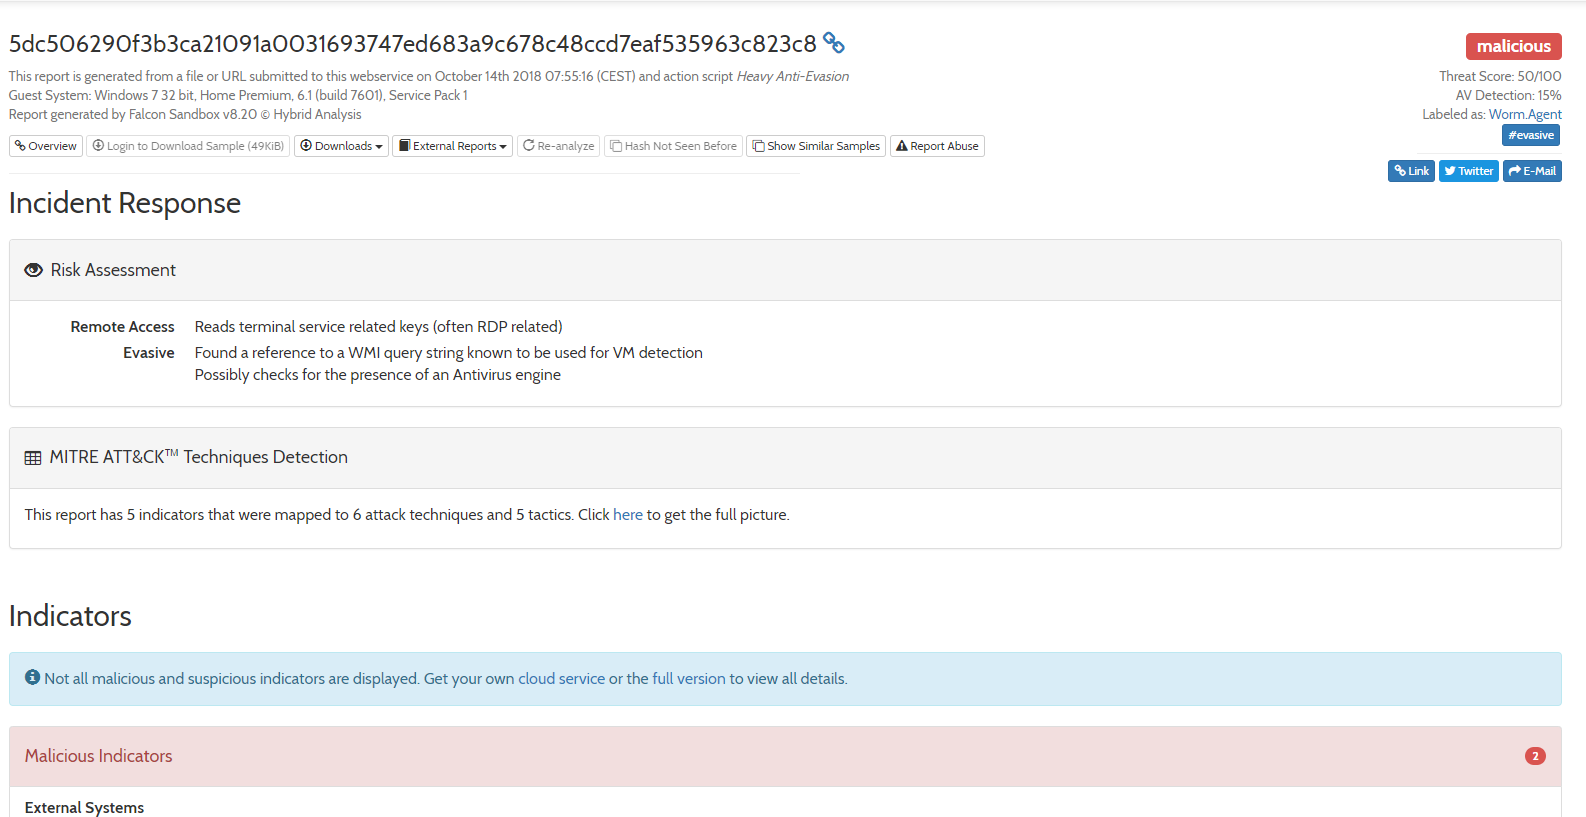 5dc506290f3b3ca21091a0031693747ed683a9c678c48ccd7eaf535963c823c8
malicious
This report is generated from a file or URL submitted to this webservice on October 14th 2018 07:55:16 (CEST) and action script Heavy Anti-Evasion
Threat Score: 50/100
Guest System: Windows 7 32 bit, Home Premium, 6.1 (build 7601), Service Pack 1
AV Detection: 15%
Report generated by Falcon Sandbox v8.20 © Hybrid Analysis
Labeled as: Worm.Agent
#evasive
Overview Login to Download Sample (49KiB) Downloads External Reports Re-analyze Hash Not Seen Before Show Similar Samples Report Abuse
Link Twitter E-Mail
Incident Response
Risk Assessment
Remote Access Reads terminal service related keys (often RDP related)
Evasive Found a reference to a WMI query string known to be used for VM detection
Possibly checks for the presence of an Antivirus engine
MITRE ATT&CK™ Techniques Detection
This report has 5 indicators that were mapped to 6 attack techniques and 5 tactics. Click here to get the full picture.
Indicators
Not all malicious and suspicious indicators are displayed. Get your own cloud service or the full version to view all details.
Malicious Indicators 2
External Systems